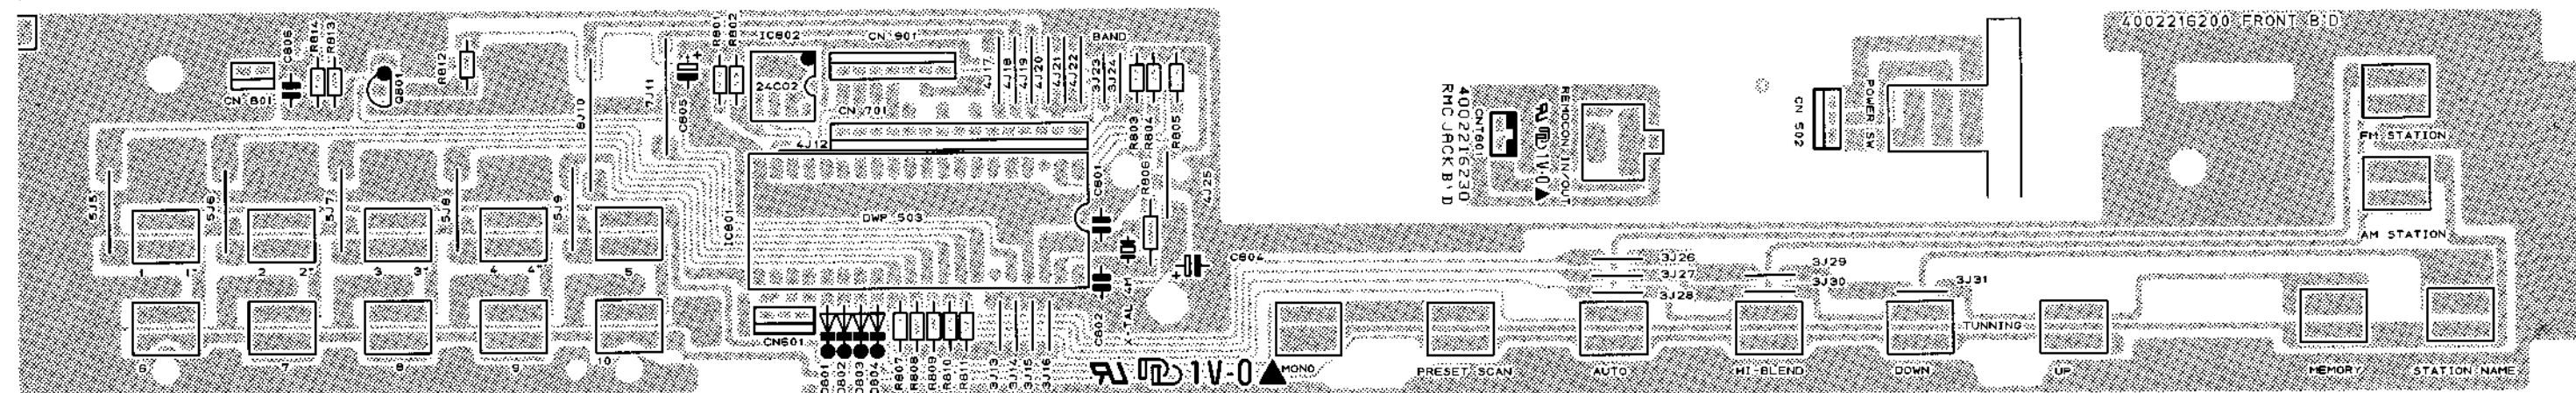 4002216200 FRONT B'D
C806
R814
R813
CN 801
Q801
R812
8J10
7J11
C805
R801
R802
IC802
24C02
CN 901
CN 701
4J12
4J17
4J18
4J19
4J20
4J21
4J22
BAND
3J23
3J24
R803
R804
R805
R806
4J25
C801
IC801
DWP 503
5J5
5J6
5J7
5J8
5J9
1 1"
2 2"
3 3"
4 4"
5
6
7
8
9
10
CN601
D801
D802
D803
D804
R807
R808
R809
R810
R811
3J13
3J14
3J15
3J16
C802
X-TAL 4M
C804
1V-0
4002216230
RMC JACK B'D
CNT601
1V-0
REMOCON IN/OUT
CN 502
POWER SW
FM STATION
AM STATION
3J26
3J27
3J28
3J29
3J30
3J31
MONO
PRESET SCAN
AUTO
HI-BLEND
DOWN
TUNNING
UP
MEMORY
STATION NAME